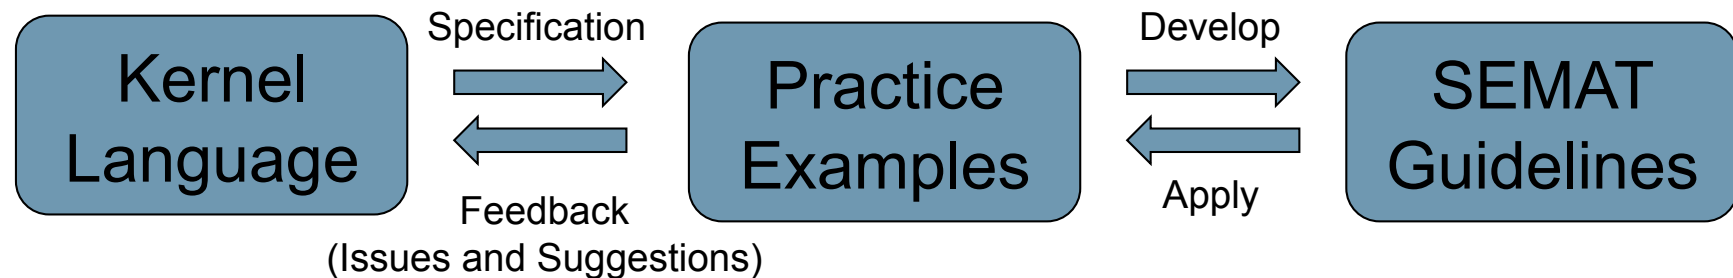 Kernel
Language
Specification
Feedback
(Issues and Suggestions)
Practice
Examples
Develop
Apply
SEMAT
Guidelines